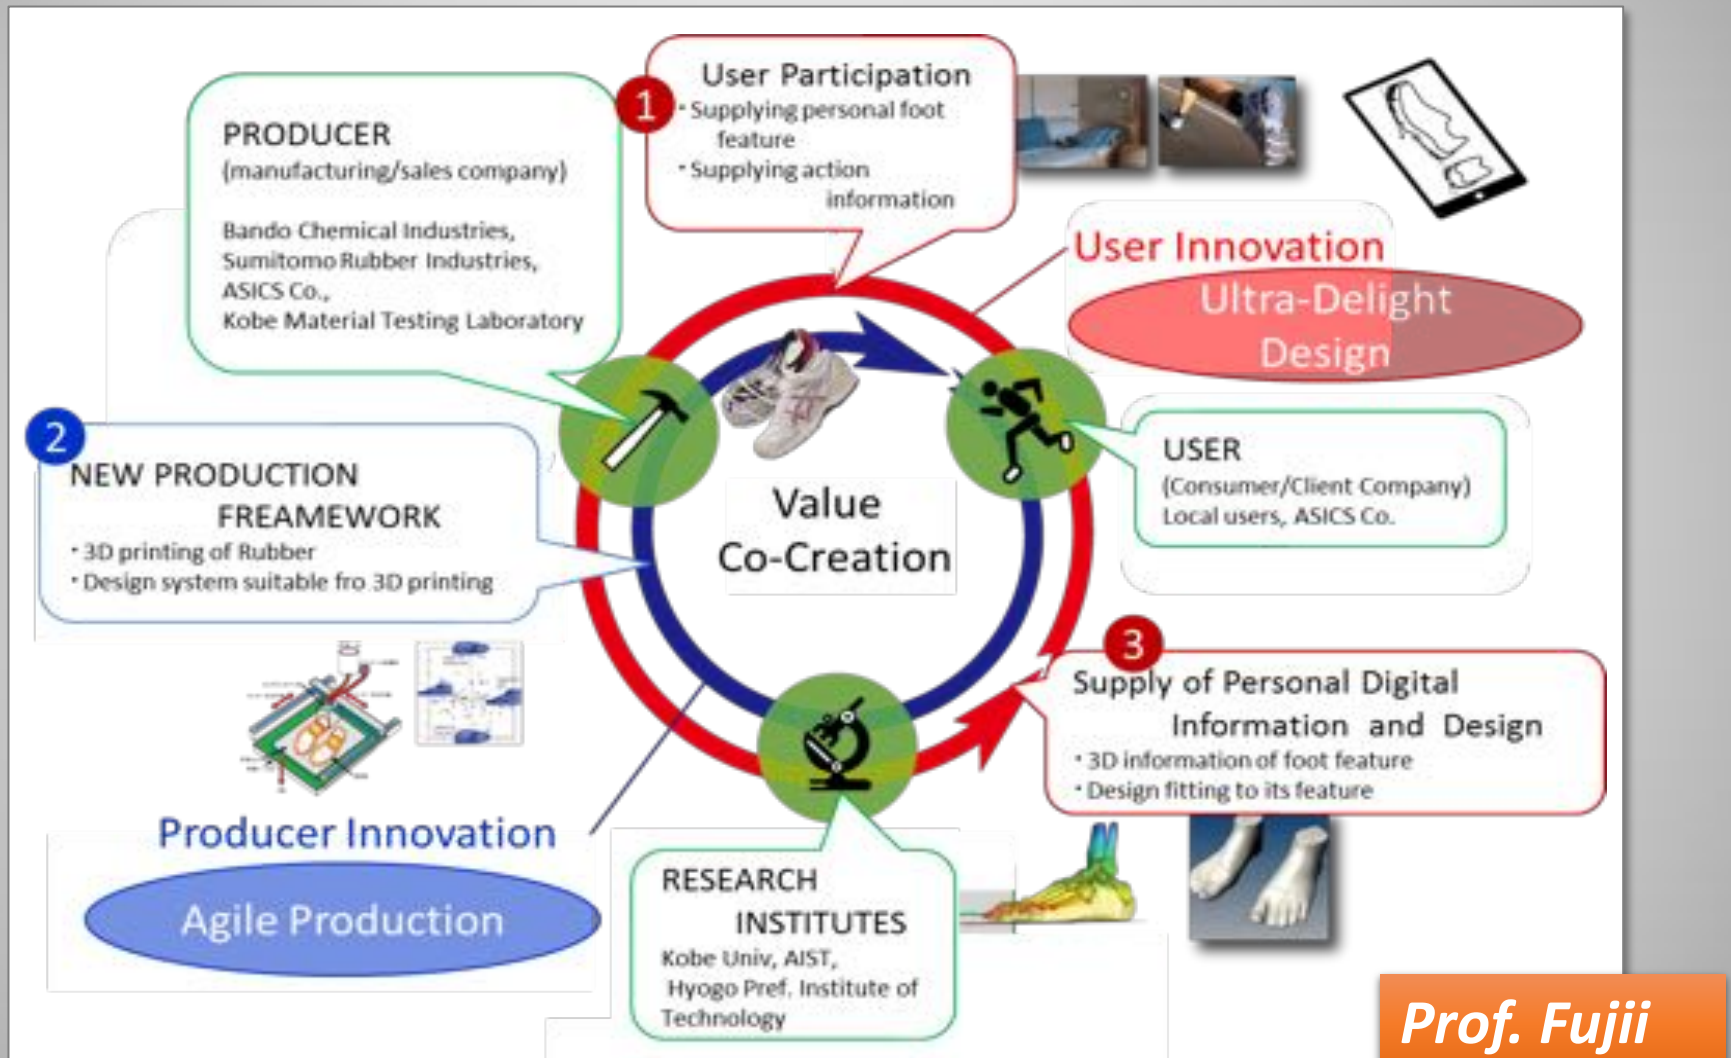 1
User Participation
・Supplying personal foot
feature
・Supplying action
information
PRODUCER
(manufacturing/sales company)
Bando Chemical Industries,
Sumitomo Rubber Industries,
ASICS Co.,
Kobe Material Testing Laboratory
User Innovation
Ultra-Delight
Design
2
NEW PRODUCTION
FREAMEWORK
・3D printing of Rubber
・Design system suitable fro 3D printing
Value
Co-Creation
USER
(Consumer/Client Company)
Local users, ASICS Co.
3
Supply of Personal Digital
Information and Design
・3D information of foot feature
・Design fitting to its feature
Producer Innovation
Agile Production
RESEARCH
INSTITUTES
Kobe Univ, AIST,
Hyogo Pref. Institute of
Technology
Prof. Fujii